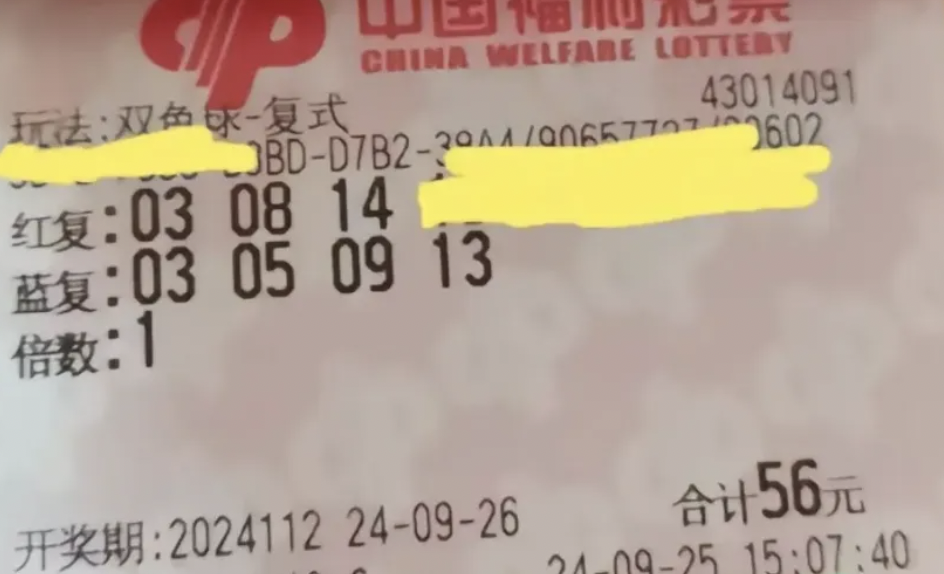 中国福利彩票
CHINA WELFARE LOTTERY
43014091
玩法:双色球-复式
BD-D7B2- 0602
红复:03 08 14
蓝复:03 05 09 13
倍数:1
合计56元
开奖期:2024112 24-09-26
24-09-25 15:07:40